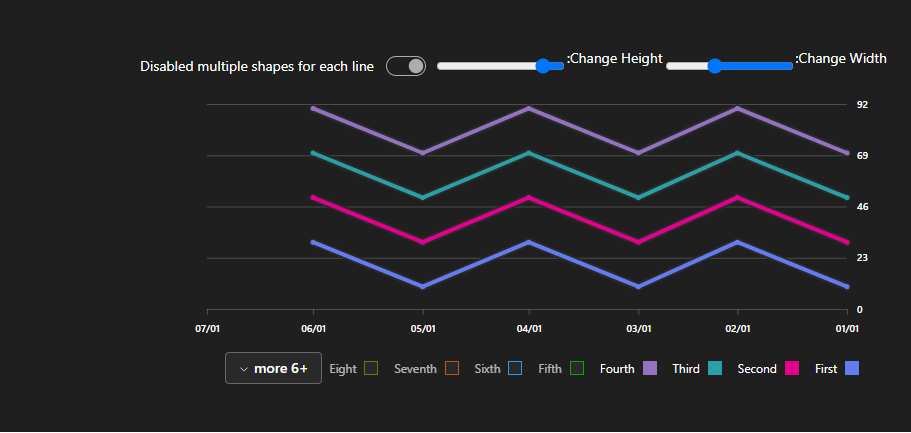 Disabled multiple shapes for each line :Change Height :Change Width
92
69
46
23
0
07/01 06/01 05/01 04/01 03/01 02/01 01/01
more 6+ Eight Seventh Sixth Fifth Fourth Third Second First